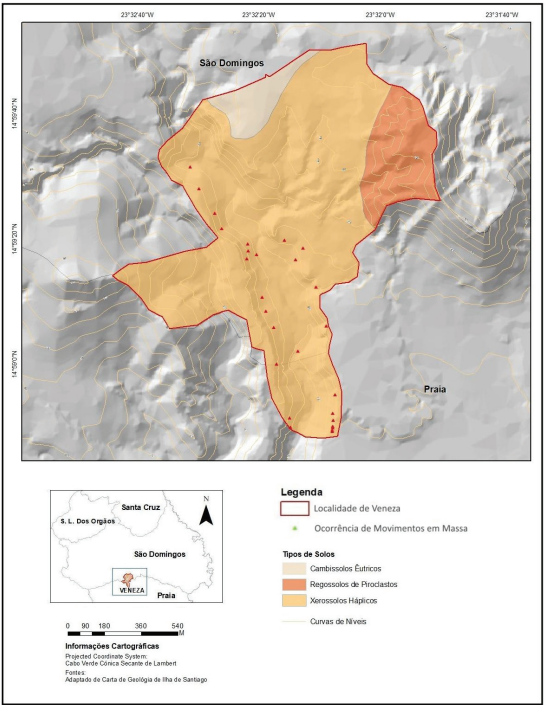 23°32'40"W 23°32'20"W 23°32'0"W 23°31'40"W
São Domingos
14°59'40"N
14°59'20"N
14°59'0"N
Praia
Santa Cruz
S. L. Dos Orgãos
São Domingos
VENEZA
Praia
N
0 90 180 360 540
M
Informações Cartográficas
Projected Coordinate System:
Cabo Verde Cónica Secante de Lambert
Fontes:
Adaptado de Carta de Geológia de Ilha de Santiago
Legenda
Localidade de Veneza
Ocorrência de Movimentos em Massa
Tipos de Solos
Cambissolos Êutricos
Regossolos de Piroclastos
Xerossolos Háplicos
Curvas de Níveis